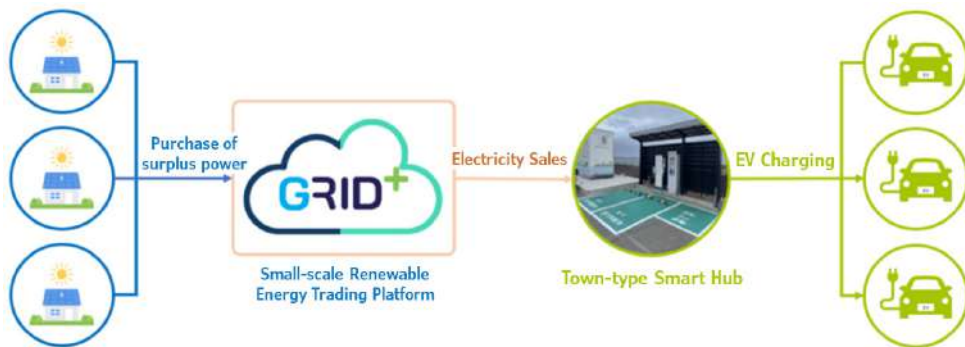 Purchase of
surplus power
GRID+
Small-scale Renewable
Energy Trading Platform
Electricity Sales
Town-type Smart Hub
EV Charging